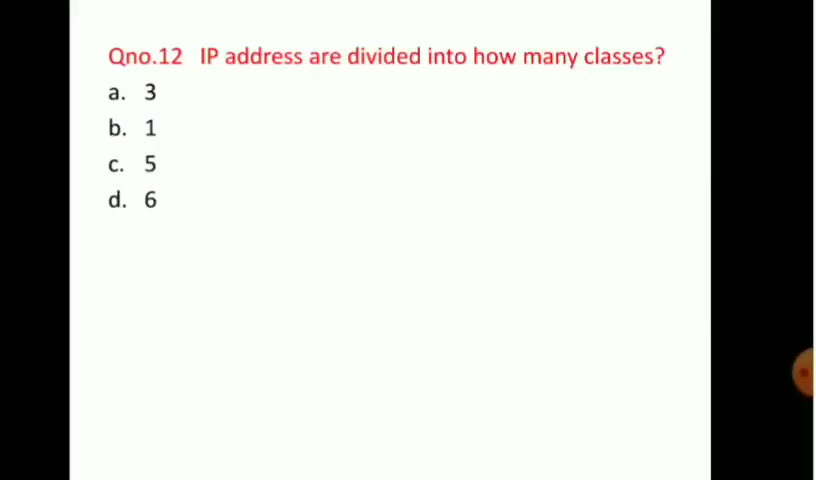 Qno.12 IP address are divided into how many classes?
a. 3
b. 1
c. 5
d. 6